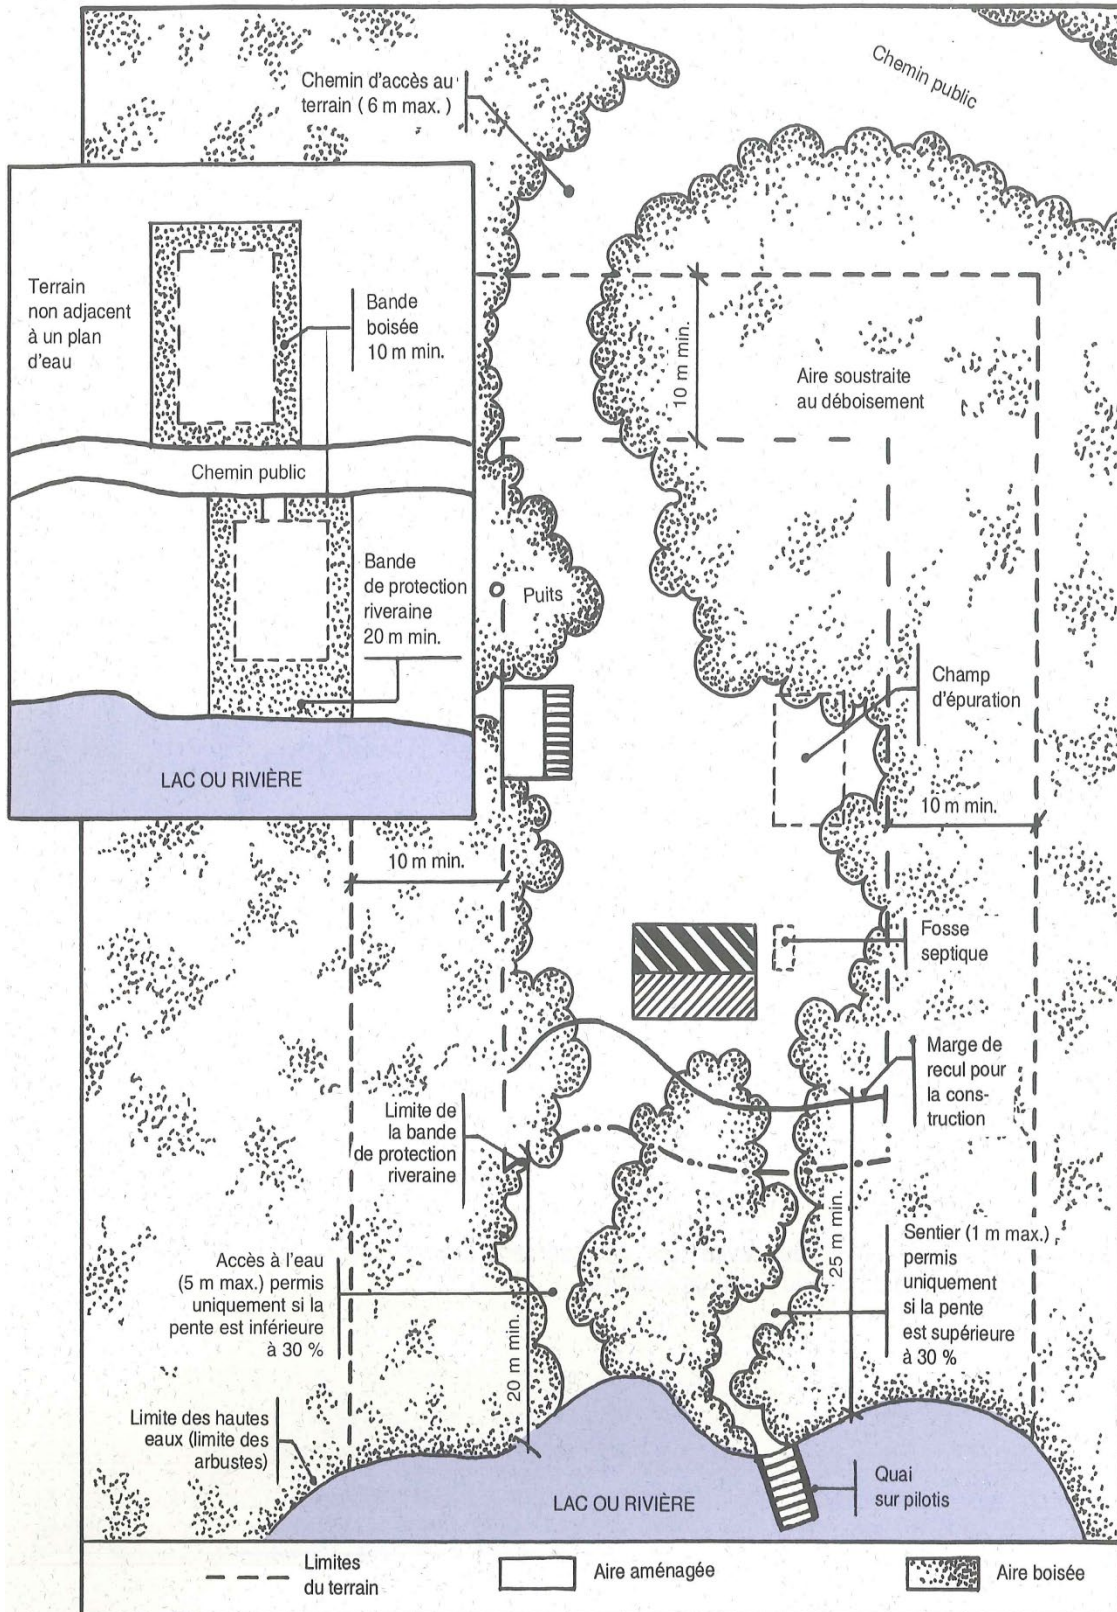 Chemin d'accès au
terrain ( 6 m max. )
Chemin public
Terrain
non adjacent
à un plan
d'eau
Bande
boisée
10 m min.
Chemin public
Bande
de protection
riveraine
20 m min.
LAC OU RIVIÈRE
10 m min.
Aire soustraite
au déboisement
Puits
Champ
d'épuration
10 m min.
10 m min.
Fosse
septique
Marge de
recul pour
la cons-
truction
Limite de
la bande
de protection
riveraine
Accès à l'eau
(5 m max.) permis
uniquement si la
pente est inférieure
à 30 %
20 m min.
25 m min.
Sentier (1 m max.)
permis
uniquement
si la pente
est supérieure
à 30 %
Limite des hautes
eaux (limite des
arbustes)
LAC OU RIVIÈRE
Quai
sur pilotis
Limites
du terrain
Aire aménagée
Aire boisée